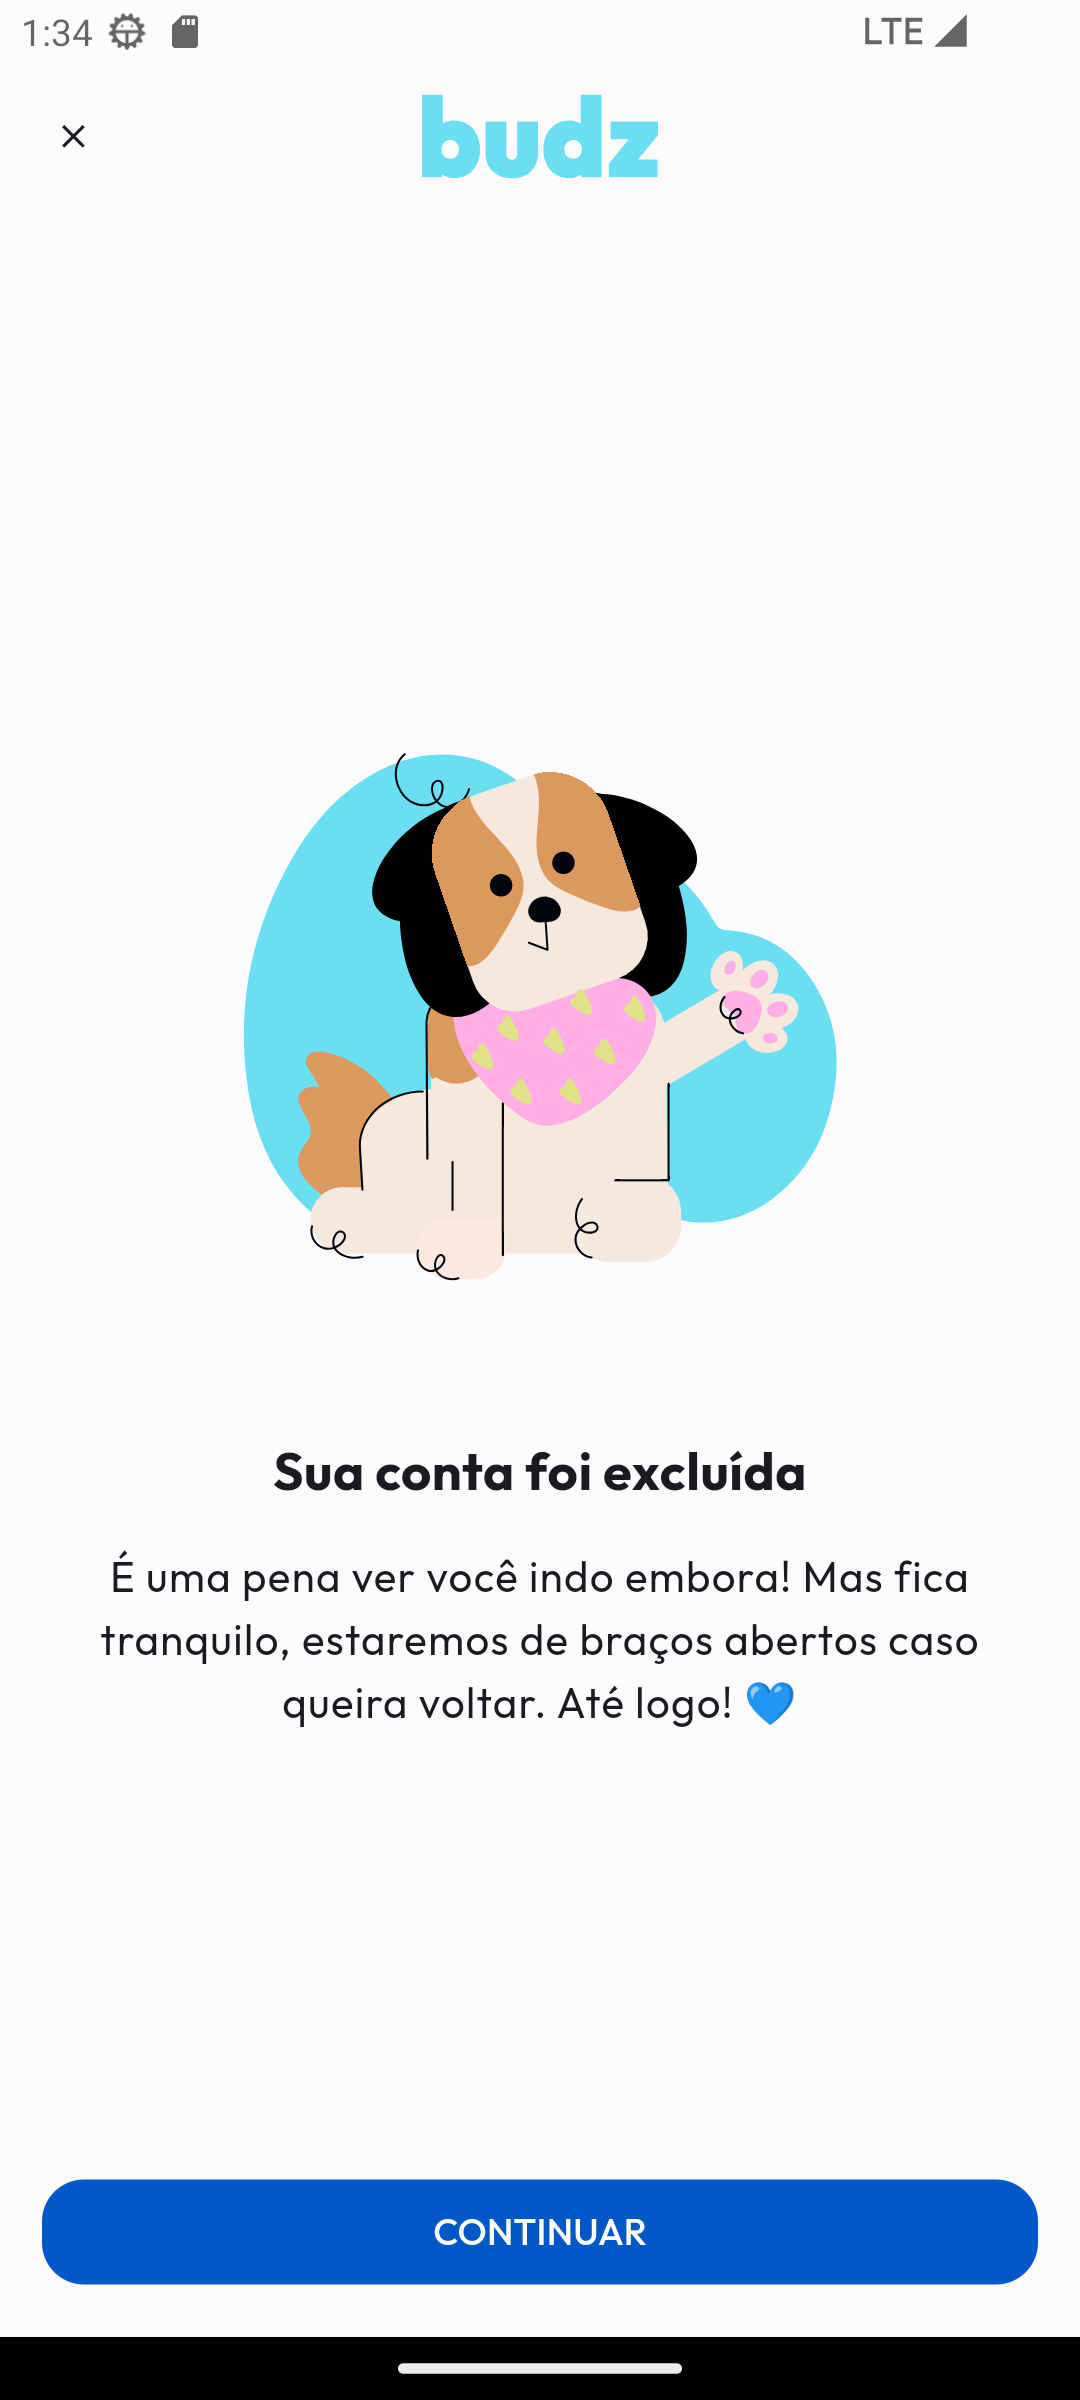 1:34
LTE
budz
Sua conta foi excluída
É uma pena ver você indo embora! Mas fica
tranquilo, estaremos de braços abertos caso
queira voltar. Até logo! 💙
CONTINUAR